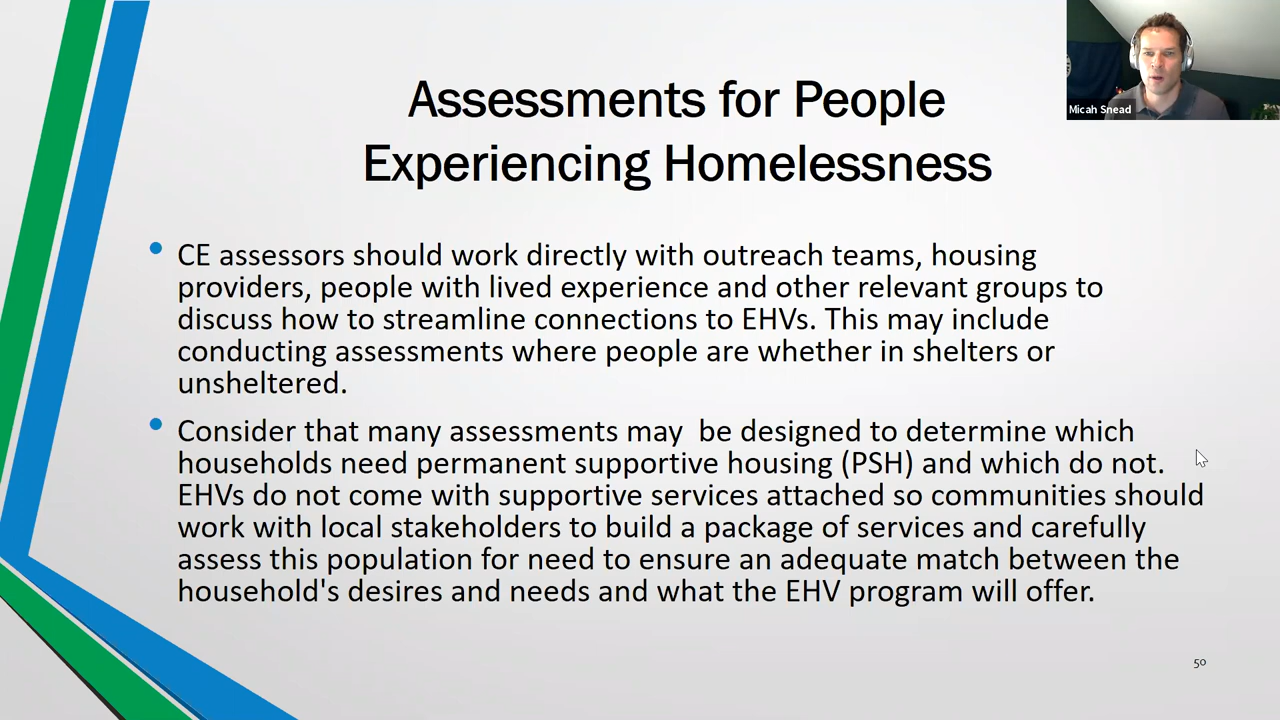 Micah Snead
Assessments for People
Experiencing Homelessness
CE assessors should work directly with outreach teams, housing
providers, people with lived experience and other relevant groups to
discuss how to streamline connections to EHVs. This may include
conducting assessments where people are whether in shelters or
unsheltered.
Consider that many assessments may  be designed to determine which
households need permanent supportive housing (PSH) and which do not.
EHVs do not come with supportive services attached so communities should
work with local stakeholders to build a package of services and carefully
assess this population for need to ensure an adequate match between the
household's desires and needs and what the EHV program will offer.
50